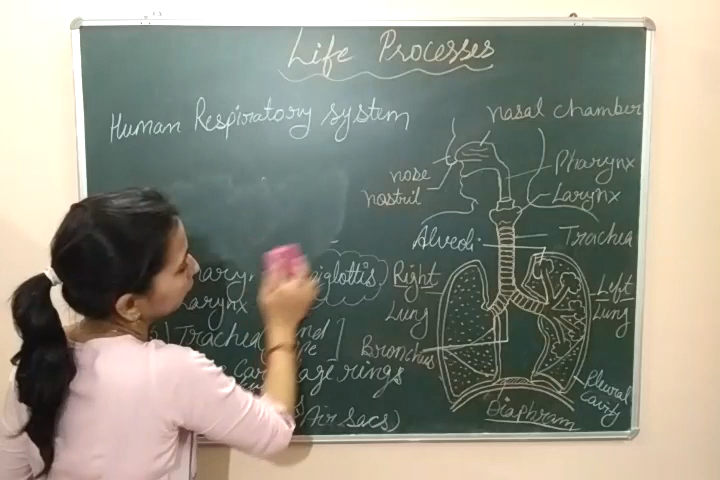 Life Processes
Human Respiratory system
epiglottis
Larynx
Trachea
cartilage rings
(Air Sacs)
nasal chamber
nose
nostril
Pharynx
Larynx
Trachea
Alveoli
Right
Lung
Left
Lung
Bronchus
Pleural
cavity
Diaphram